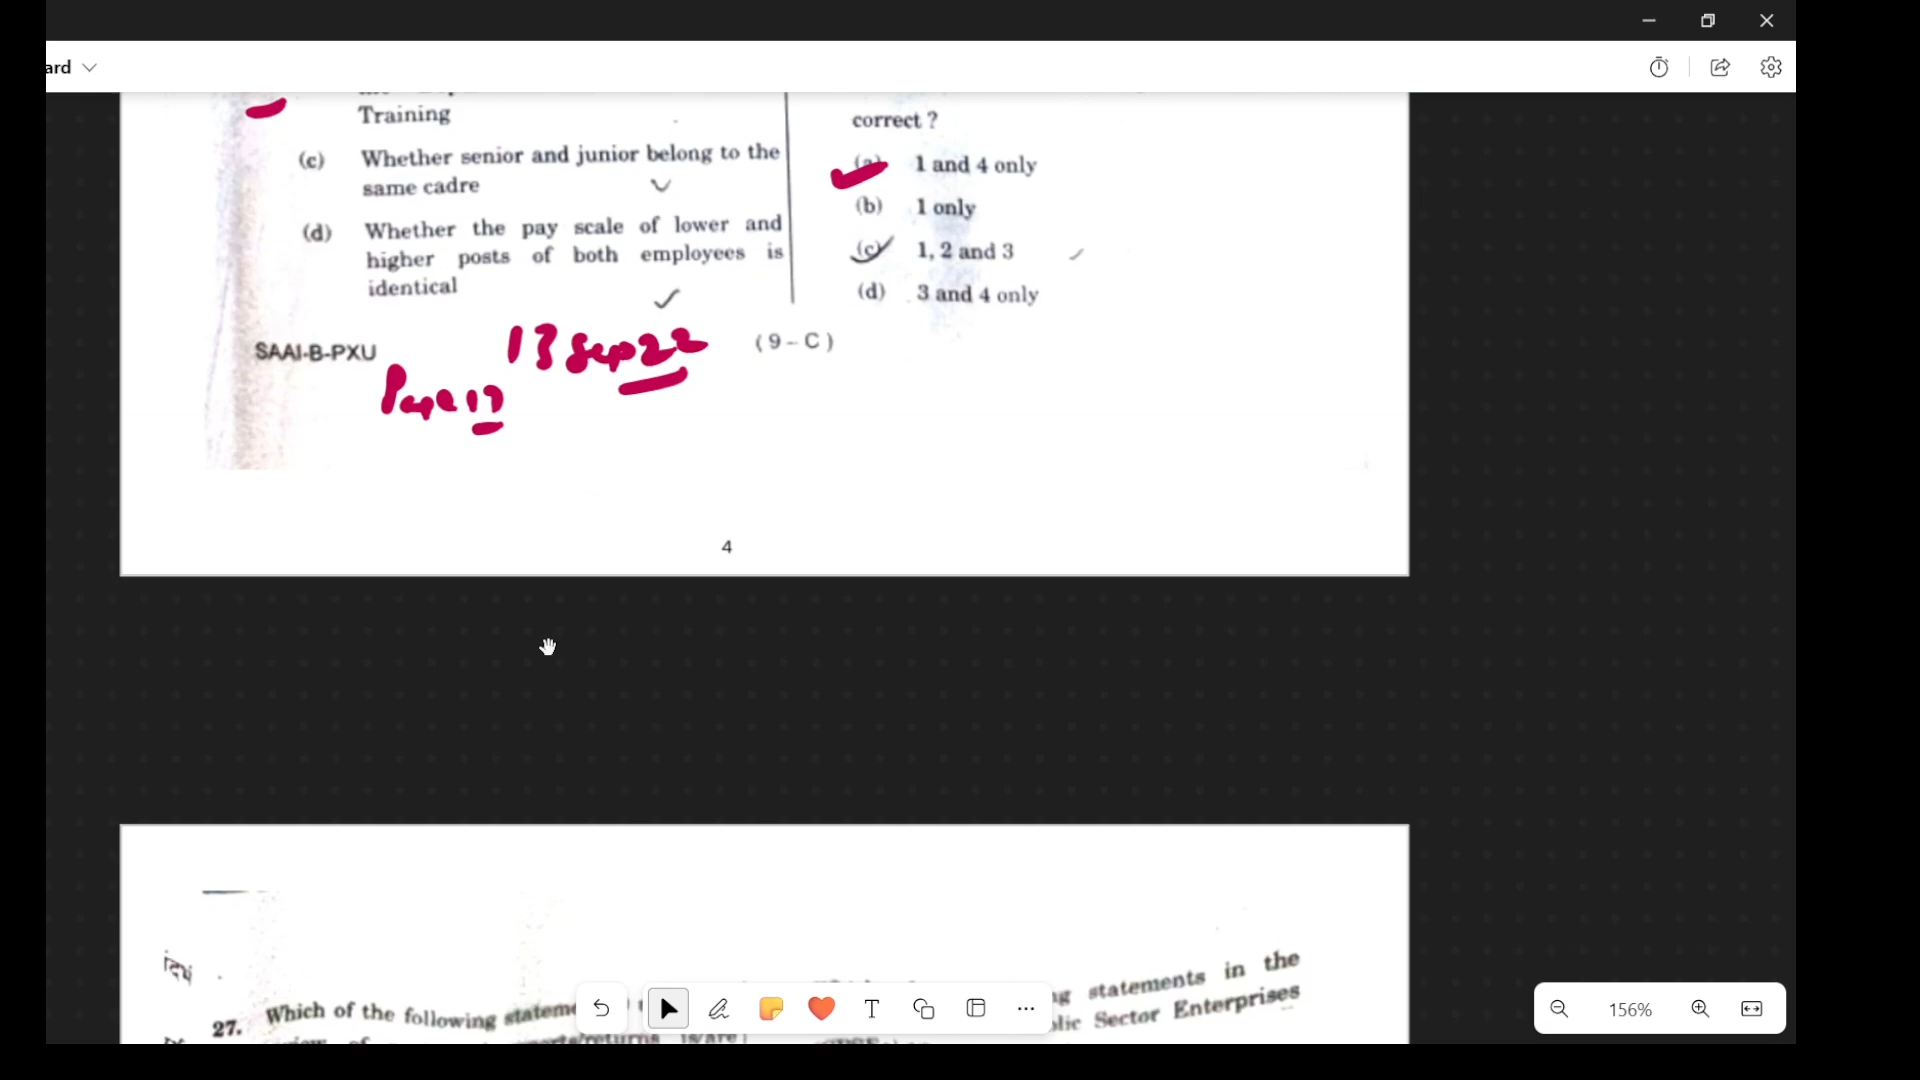 ard
Training
(c) Whether senior and junior belong to the
same cadre
(d) Whether the pay scale of lower and
higher posts of both employees is
identical
correct ?
(a) 1 and 4 only
(b) 1 only
(c) 1, 2 and 3
(d) 3 and 4 only
SAAI-B-PXU
13 Sep 22
(9 – C)
4
27. Which of the following
statements in the
Sector Enterprises
T
156%